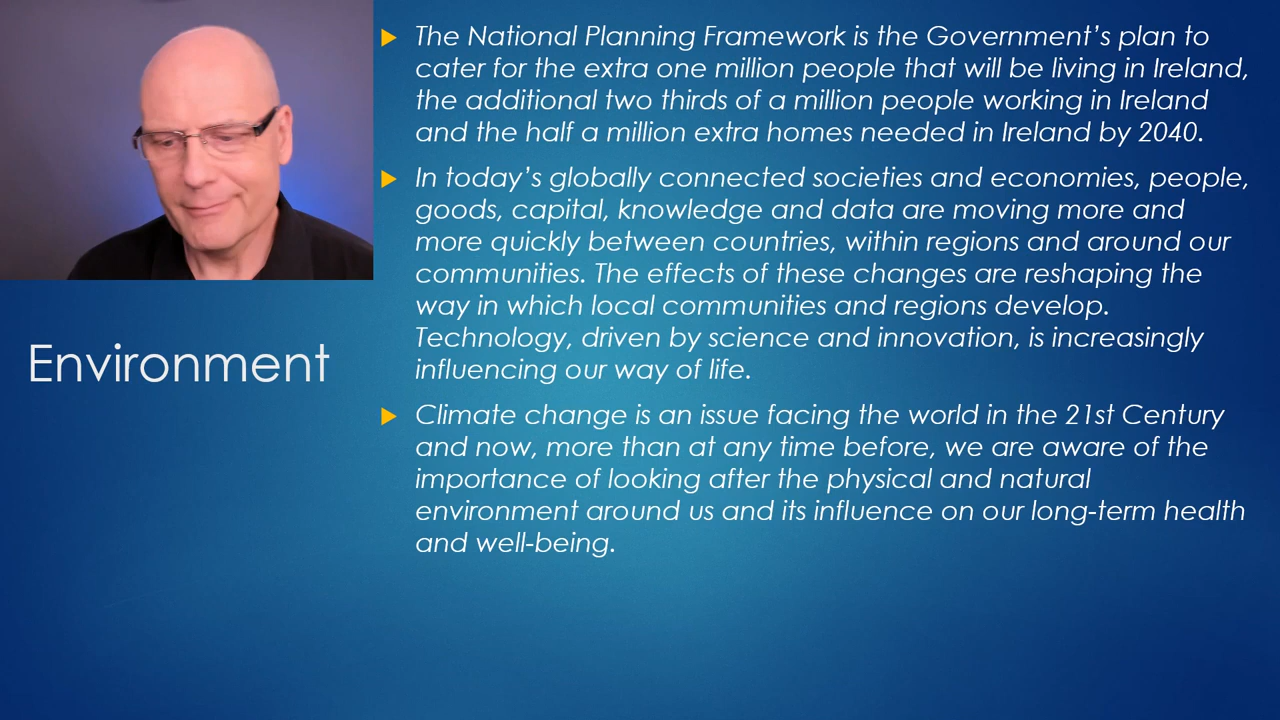 The National Planning Framework is the Government’s plan to
cater for the extra one million people that will be living in Ireland,
the additional two thirds of a million people working in Ireland
and the half a million extra homes needed in Ireland by 2040.
In today’s globally connected societies and economies, people,
goods, capital, knowledge and data are moving more and
more quickly between countries, within regions and around our
communities. The effects of these changes are reshaping the
way in which local communities and regions develop.
Technology, driven by science and innovation, is increasingly
influencing our way of life.
Climate change is an issue facing the world in the 21st Century
and now, more than at any time before, we are aware of the
importance of looking after the physical and natural
environment around us and its influence on our long-term health
and well-being.
Environment